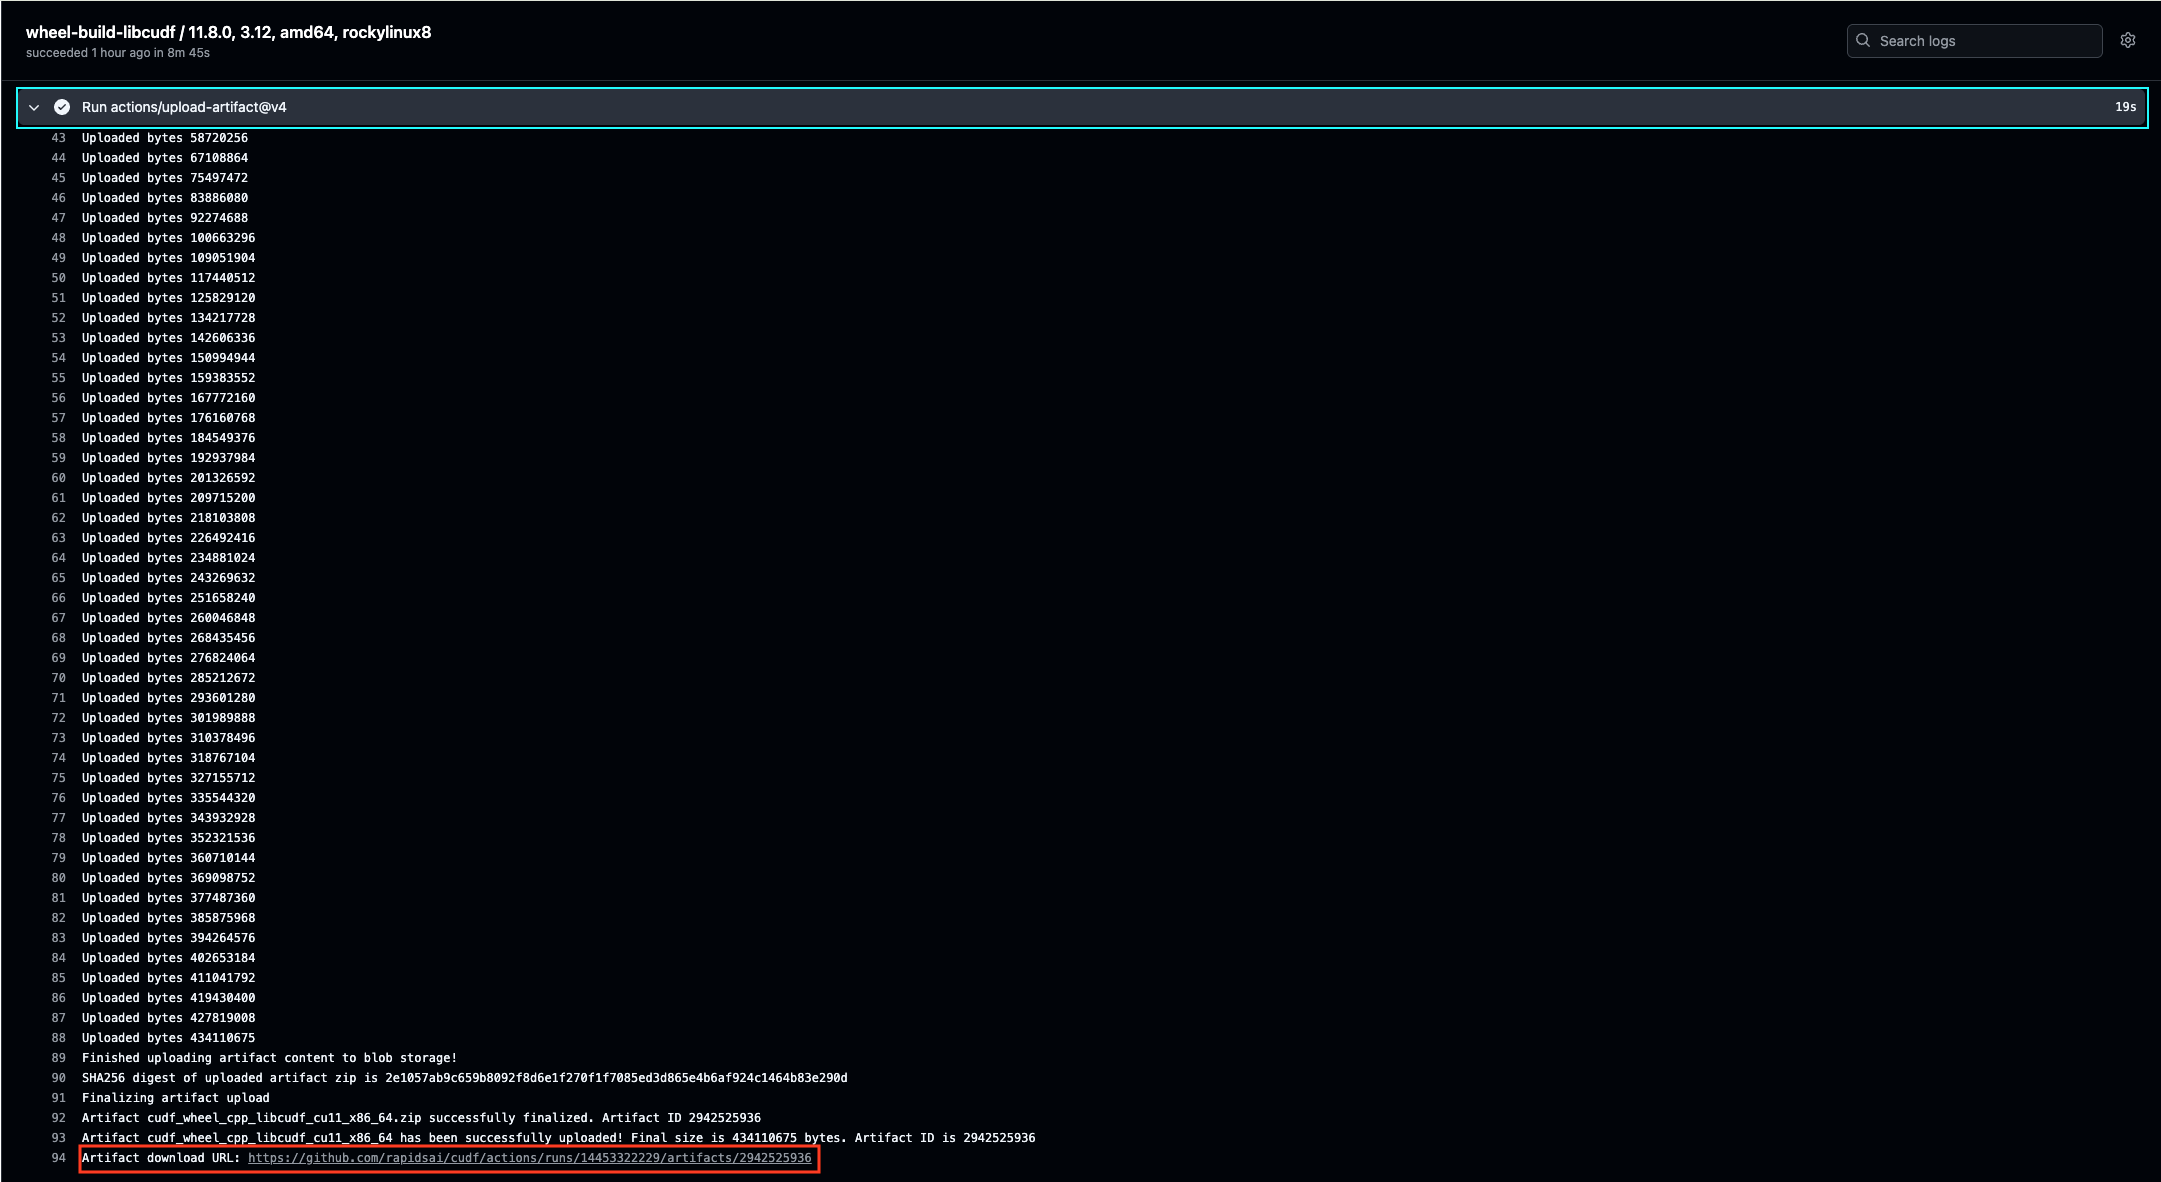 wheel-build-libcudf / 11.8.0, 3.12, amd64, rockylinux8
succeeded 1 hour ago in 8m 45s
Search logs
Run actions/upload-artifact@v4 19s
43 Uploaded bytes 58720256
44 Uploaded bytes 67108864
45 Uploaded bytes 75497472
46 Uploaded bytes 83886080
47 Uploaded bytes 92274688
48 Uploaded bytes 100663296
49 Uploaded bytes 109051904
50 Uploaded bytes 117440512
51 Uploaded bytes 125829120
52 Uploaded bytes 134217728
53 Uploaded bytes 142606336
54 Uploaded bytes 150994944
55 Uploaded bytes 159383552
56 Uploaded bytes 167772160
57 Uploaded bytes 176160768
58 Uploaded bytes 184549376
59 Uploaded bytes 192937984
60 Uploaded bytes 201326592
61 Uploaded bytes 209715200
62 Uploaded bytes 218103808
63 Uploaded bytes 226492416
64 Uploaded bytes 234881024
65 Uploaded bytes 243269632
66 Uploaded bytes 251658240
67 Uploaded bytes 260046848
68 Uploaded bytes 268435456
69 Uploaded bytes 276824064
70 Uploaded bytes 285212672
71 Uploaded bytes 293601280
72 Uploaded bytes 301989888
73 Uploaded bytes 310378496
74 Uploaded bytes 318767104
75 Uploaded bytes 327155712
76 Uploaded bytes 335544320
77 Uploaded bytes 343932928
78 Uploaded bytes 352321536
79 Uploaded bytes 360710144
80 Uploaded bytes 369098752
81 Uploaded bytes 377487360
82 Uploaded bytes 385875968
83 Uploaded bytes 394264576
84 Uploaded bytes 402653184
85 Uploaded bytes 411041792
86 Uploaded bytes 419430400
87 Uploaded bytes 427819008
88 Uploaded bytes 434110675
89 Finished uploading artifact content to blob storage!
90 SHA256 digest of uploaded artifact zip is 2e1057ab9c659b8092f8d6e1f270f1f7085ed3d865e4b6af924c1464b83e290d
91 Finalizing artifact upload
92 Artifact cudf_wheel_cpp_libcudf_cu11_x86_64.zip successfully finalized. Artifact ID 2942525936
93 Artifact cudf_wheel_cpp_libcudf_cu11_x86_64 has been successfully uploaded! Final size is 434110675 bytes. Artifact ID is 2942525936
94 Artifact download URL: https://github.com/rapidsai/cudf/actions/runs/14453322229/artifacts/2942525936